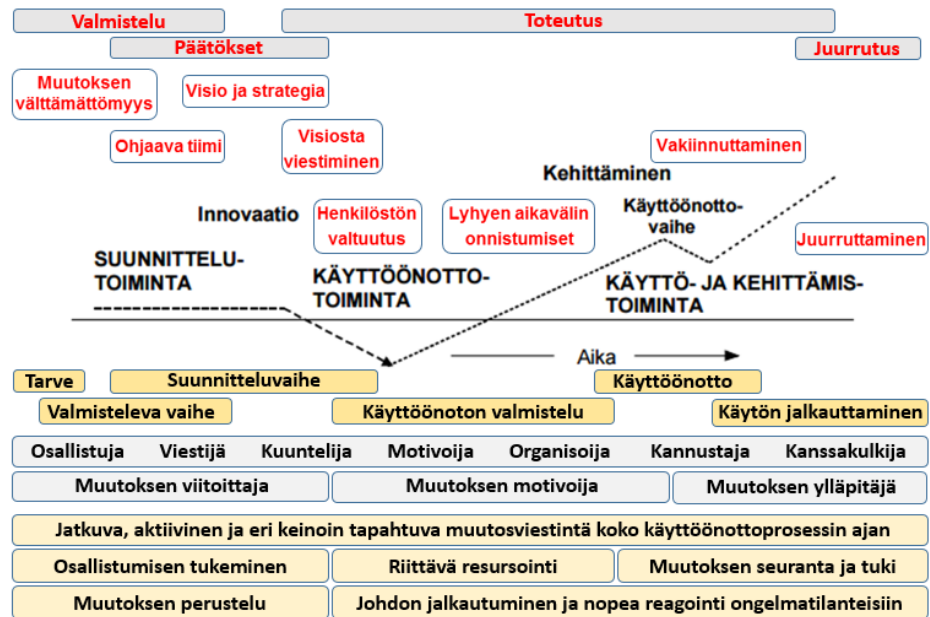 Valmistelu
Toteutus
Päätökset
Juurrutus
Muutoksen
välttämättömyys
Visio ja strategia
Ohjaava tiimi
Visiosta
viestiminen
Vakiinnuttaminen
Kehittäminen
Innovaatio
Henkilöstön
valtuutus
Lyhyen aikavälin
onnistumiset
Käyttöönotto-
vaihe
Juurruttaminen
SUUNNITTELU-
TOIMINTA
KÄYTTÖÖNOTTO-
TOIMINTA
KÄYTTÖ- JA KEHITTÄMIS-
TOIMINTA
Aika
Tarve
Suunnitteluvaihe
Käyttöönotto
Valmisteleva vaihe
Käyttöönoton valmistelu
Käytön jalkauttaminen
Osallistuja Viestijä Kuuntelija Motivoija Organisoija Kannustaja Kanssakulkija
Muutoksen viitoittaja
Muutoksen motivoija
Muutoksen ylläpitäjä
Jatkuva, aktiivinen ja eri keinoin tapahtuva muutosviestintä koko käyttöönottoprosessin ajan
Osallistumisen tukeminen
Riittävä resursointi
Muutoksen seuranta ja tuki
Muutoksen perustelu
Johdon jalkautuminen ja nopea reagointi ongelmatilanteisiin